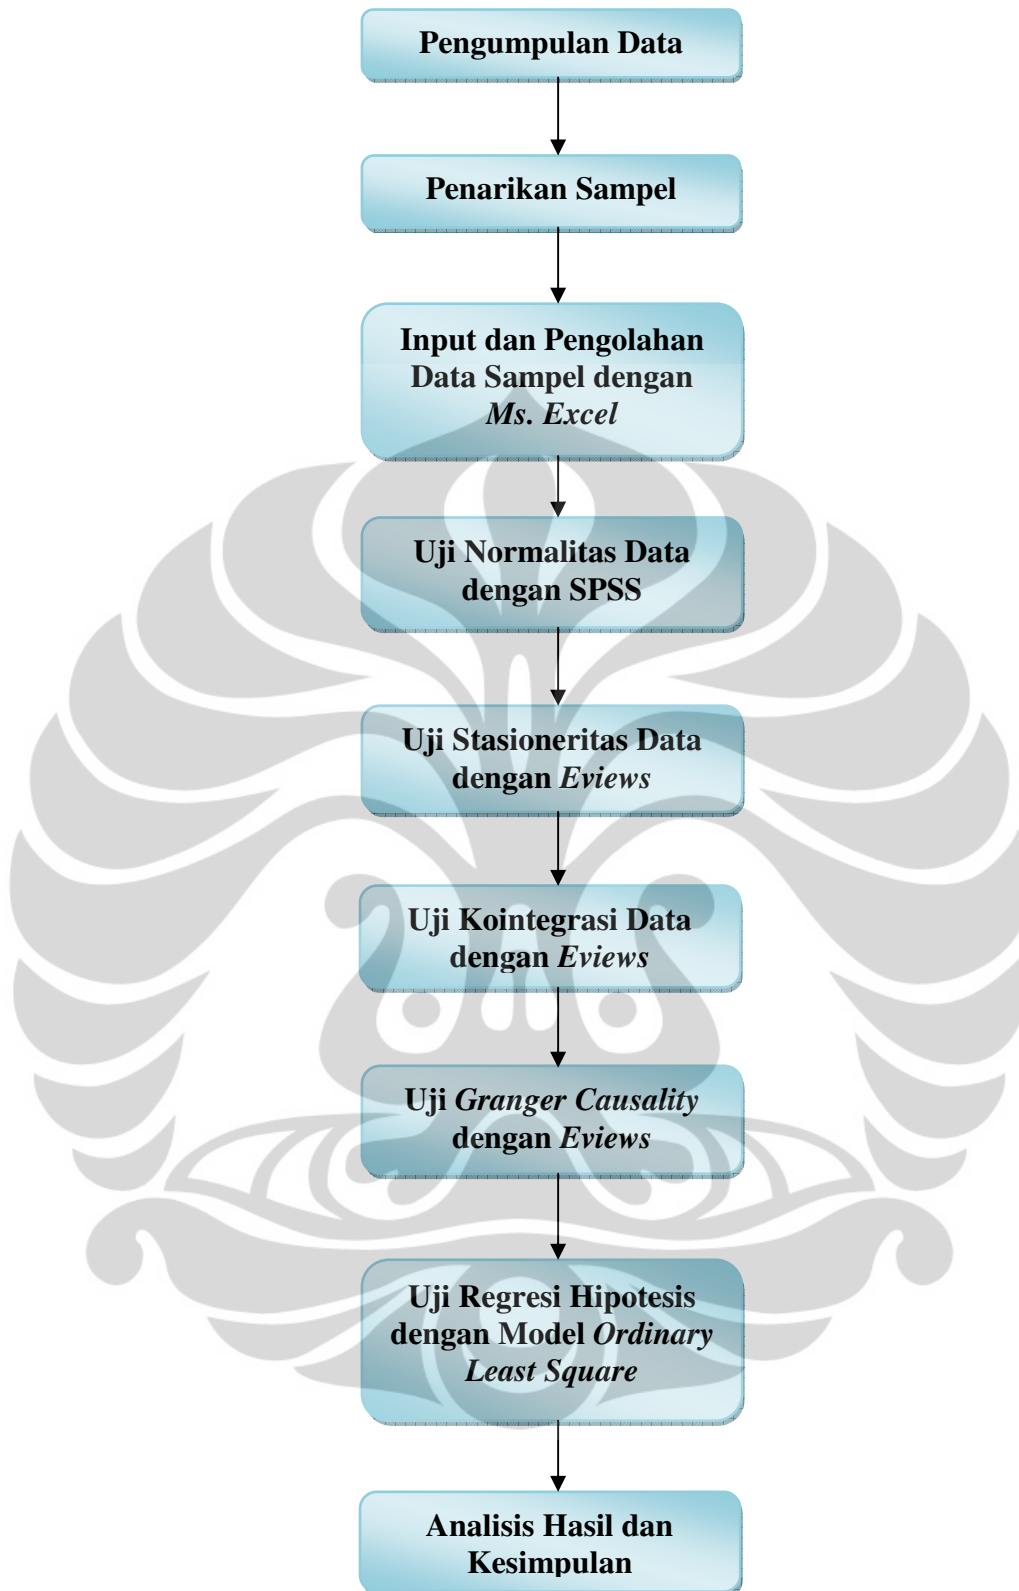 Pengumpulan Data
Penarikan Sampel
Input dan Pengolahan
Data Sampel dengan
Ms. Excel
Uji Normalitas Data
dengan SPSS
Uji Stasioneritas Data
dengan Eviews
Uji Kointegrasi Data
dengan Eviews
Uji Granger Causality
dengan Eviews
Uji Regresi Hipotesis
dengan Model Ordinary
Least Square
Analisis Hasil dan
Kesimpulan